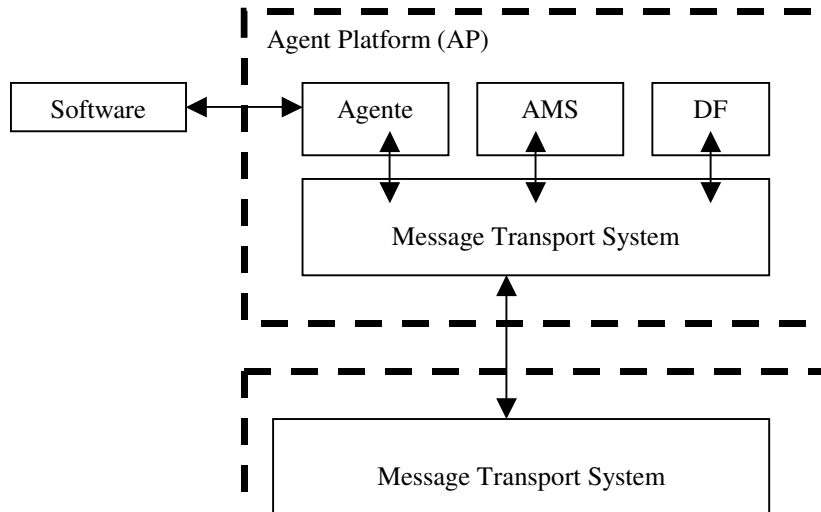 Agent Platform (AP)
Software
Agente
AMS
DF
Message Transport System
Message Transport System